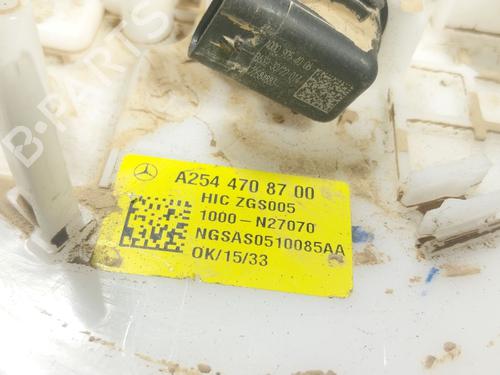 A254 470 87 00
HIC ZGS005
1000-N27070
NGSAS0510085AA
OK/15/33
B-PARTS